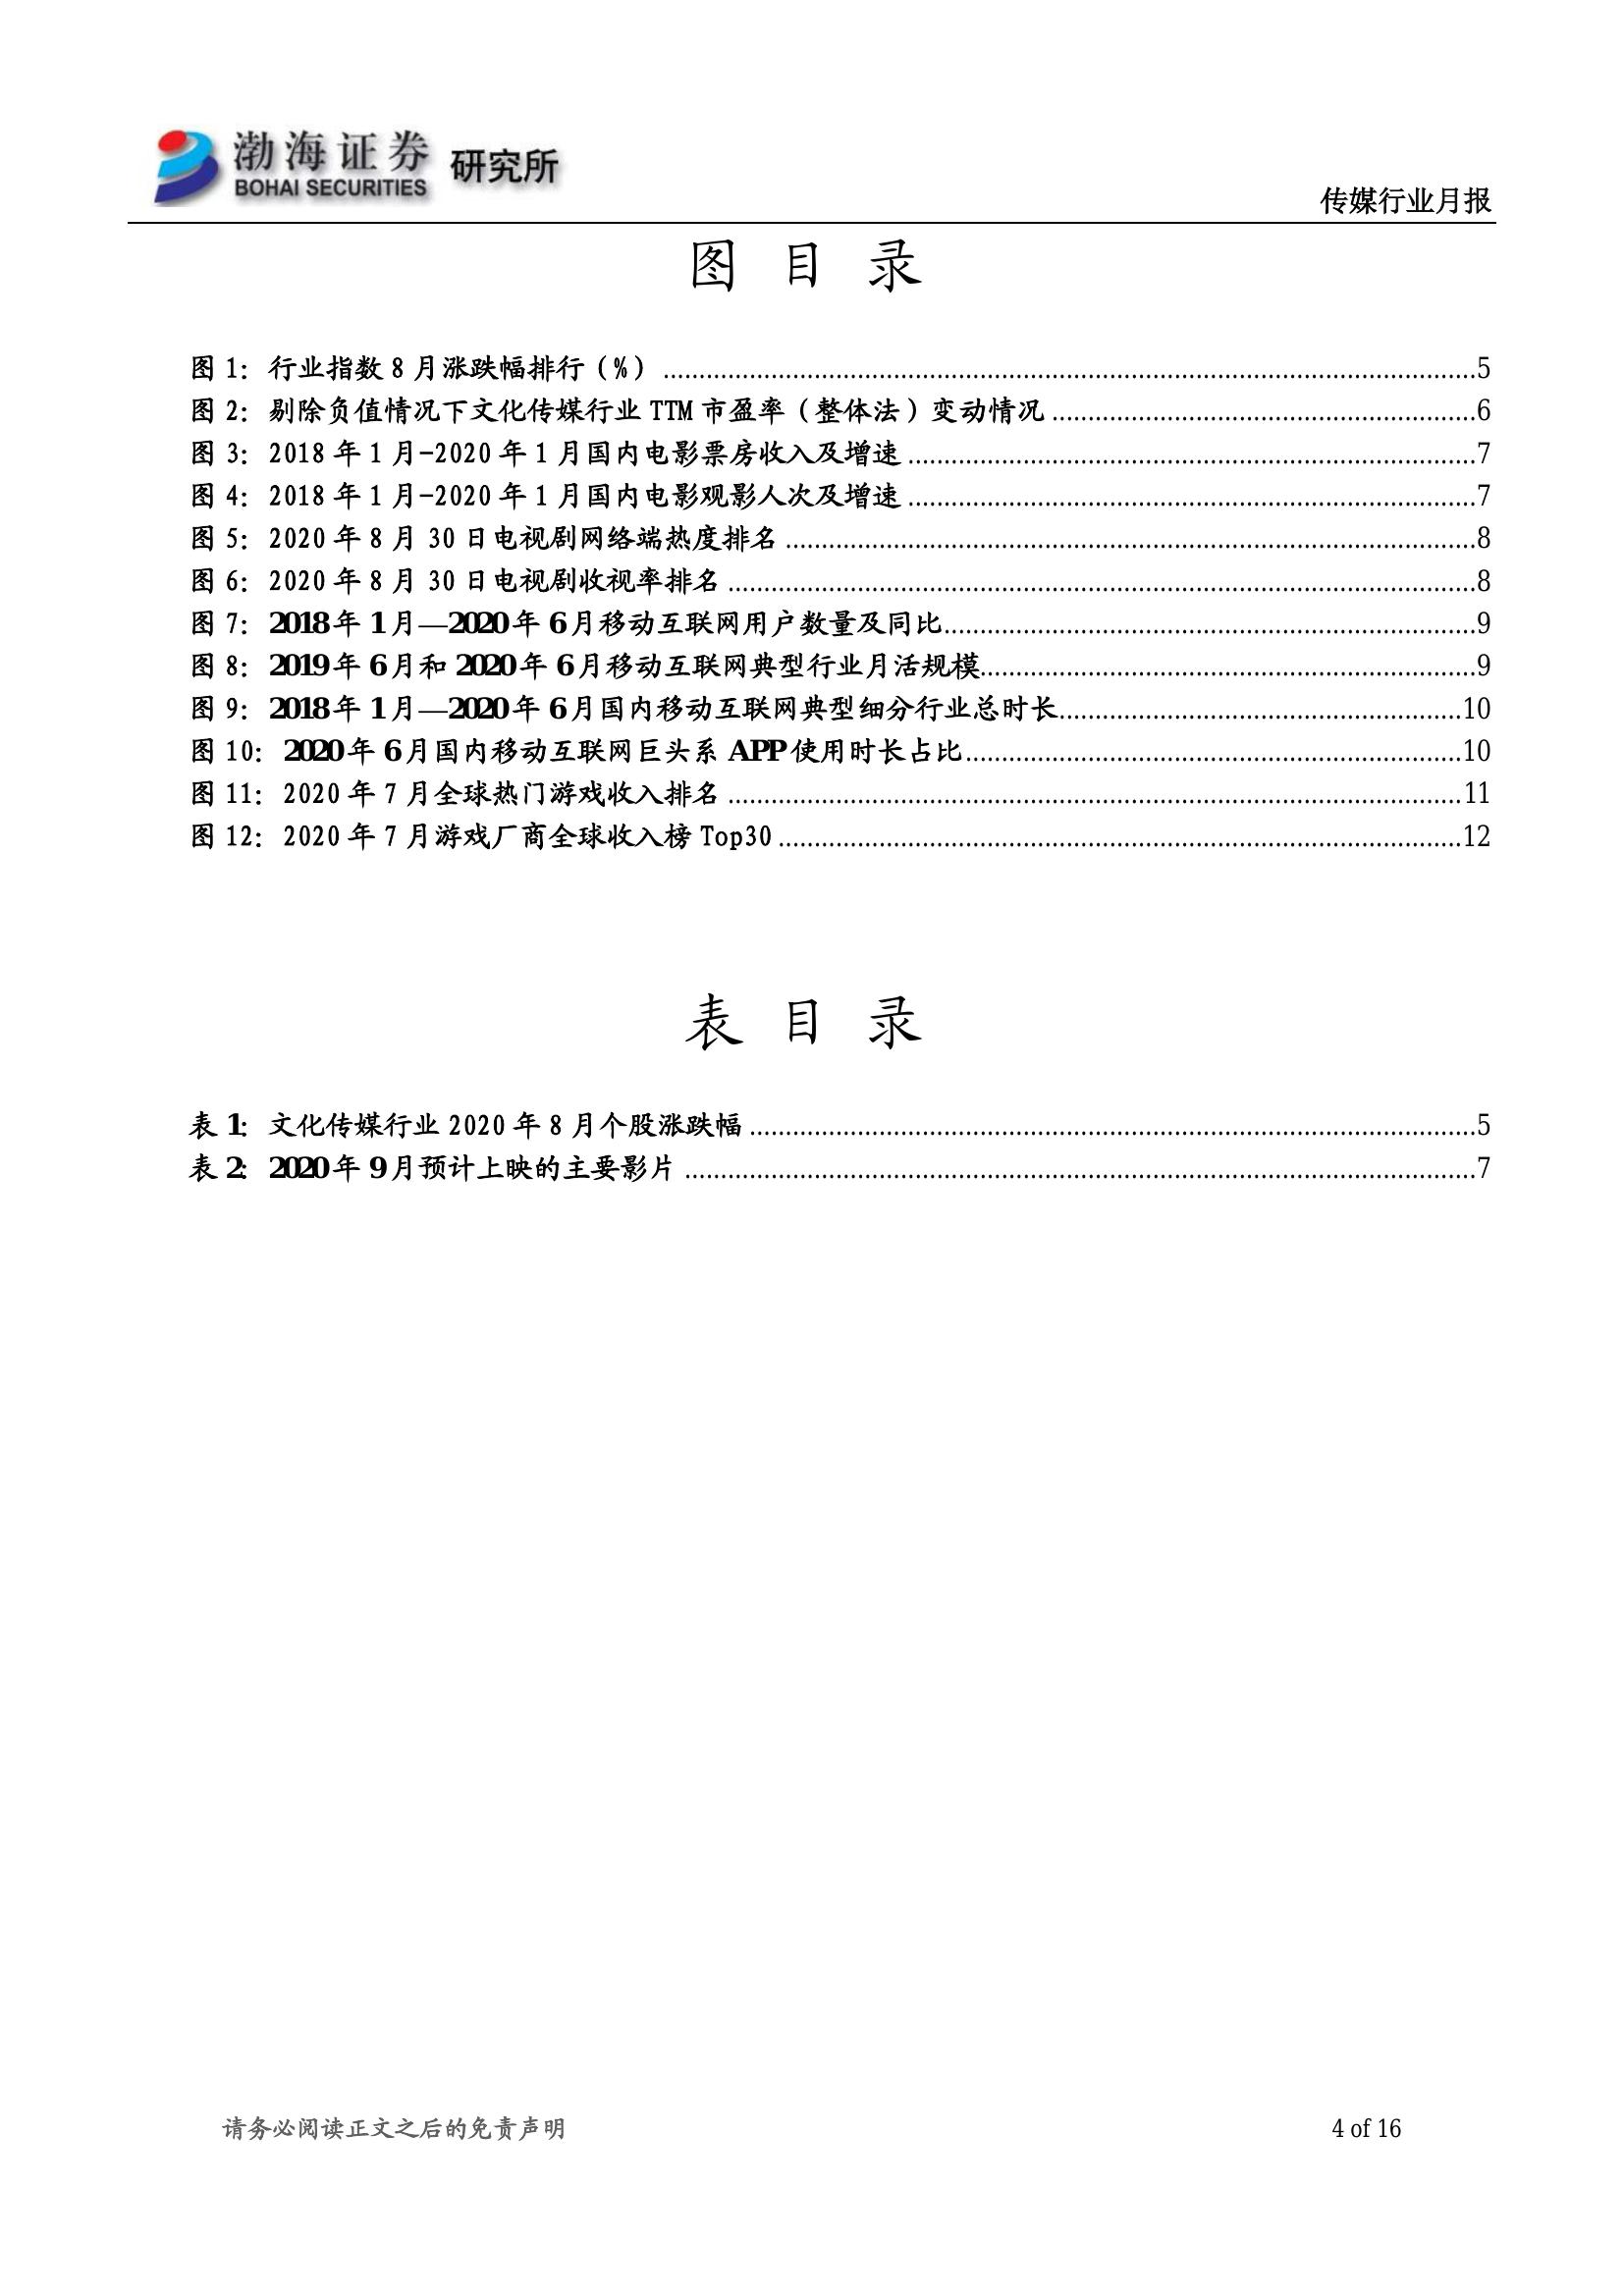 渤海证券 研究所
BOHAI SECURITIES
传媒行业月报
图 目 录
图 1: 行业指数 8 月涨跌幅排行（%）........5
图 2: 剔除负值情况下文化传媒行业 TTM 市盈率（整体法）变动情况........6
图 3: 2018 年 1 月-2020 年 1 月国内电影票房收入及增速........7
图 4: 2018 年 1 月-2020 年 1 月国内电影观影人次及增速........7
图 5: 2020 年 8 月 30 日电视剧网络端热度排名........8
图 6: 2020 年 8 月 30 日电视剧收视率排名........8
图 7: 2018 年 1 月—2020 年 6 月移动互联网用户数量及同比........9
图 8: 2019 年 6 月和 2020 年 6 月移动互联网典型行业月活规模........9
图 9: 2018 年 1 月—2020 年 6 月国内移动互联网典型细分行业总时长........10
图 10: 2020 年 6 月国内移动互联网巨头系 APP 使用时长占比........10
图 11: 2020 年 7 月全球热门游戏收入排名........11
图 12: 2020 年 7 月游戏厂商全球收入榜 Top30........12
表 目 录
表 1: 文化传媒行业 2020 年 8 月个股涨跌幅........5
表 2: 2020 年 9 月预计上映的主要影片........7
请务必阅读正文之后的免责声明
4 of 16